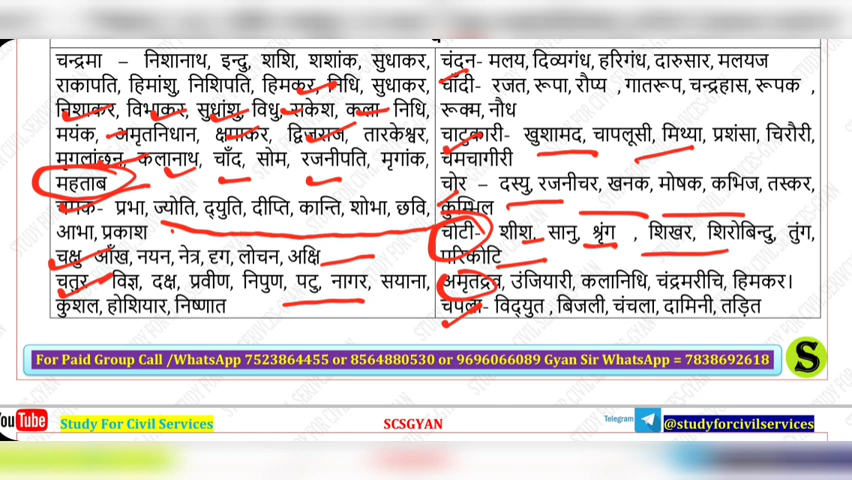 च
चन्द्रमा – निशानाथ, इन्दु, शशि, शशांक, सुधाकर,
राकापति, हिमांशु, निशिपति, हिमकर, निधि, सुधाकर,
निशाकर, विभाकर, सुधांशु, विधु, राकेश, कला निधि,
मयंक, अमृतनिधान, क्षपाकर, द्विजराज, तारकेश्वर,
मृगलांछन, कलानाथ, चाँद, सोम, रजनीपति, मृगांक,
महताब
चमक- प्रभा, ज्योति, द्युति, दीप्ति, कान्ति, शोभा, छवि,
आभा, प्रकाश
चक्षु- आँख, नयन, नेत्र, दृग, लोचन, अक्षि
चतुर- विज्ञ, दक्ष, प्रवीण, निपुण, पटु, नागर, सयाना,
कुशल, होशियार, निष्णात
चंदन- मलय, दिव्यगंध, हरिगंध, दारुसार, मलयज
चाँदी- रजत, रूपा, रौप्य , गातरूप, चन्द्रहास, रूपक ,
रूक्म, नौध
चाटुकारी- खुशामद, चापलूसी, मिथ्या, प्रशंसा, चिरौरी,
चमचागीरी
चोर – दस्यु, रजनीचर, खनक, मोषक, कभिज, तस्कर,
कुम्भिल
चोटी- शीश, सानु, श्रृंग , शिखर, शिरोबिन्दु, तुंग,
परिकोटि
अमृतद्रव, उंजियारी, कलानिधि, चंद्रमरीचि, हिमकर।
चपला- विद्युत , बिजली, चंचला, दामिनी, तड़ित
For Paid Group Call /WhatsApp 7523864455 or 8564880530 or 9696066089 Gyan Sir WhatsApp = 7838692618
S
You Tube Study For Civil Services SCSGYAN Telegram @studyforcivilservices